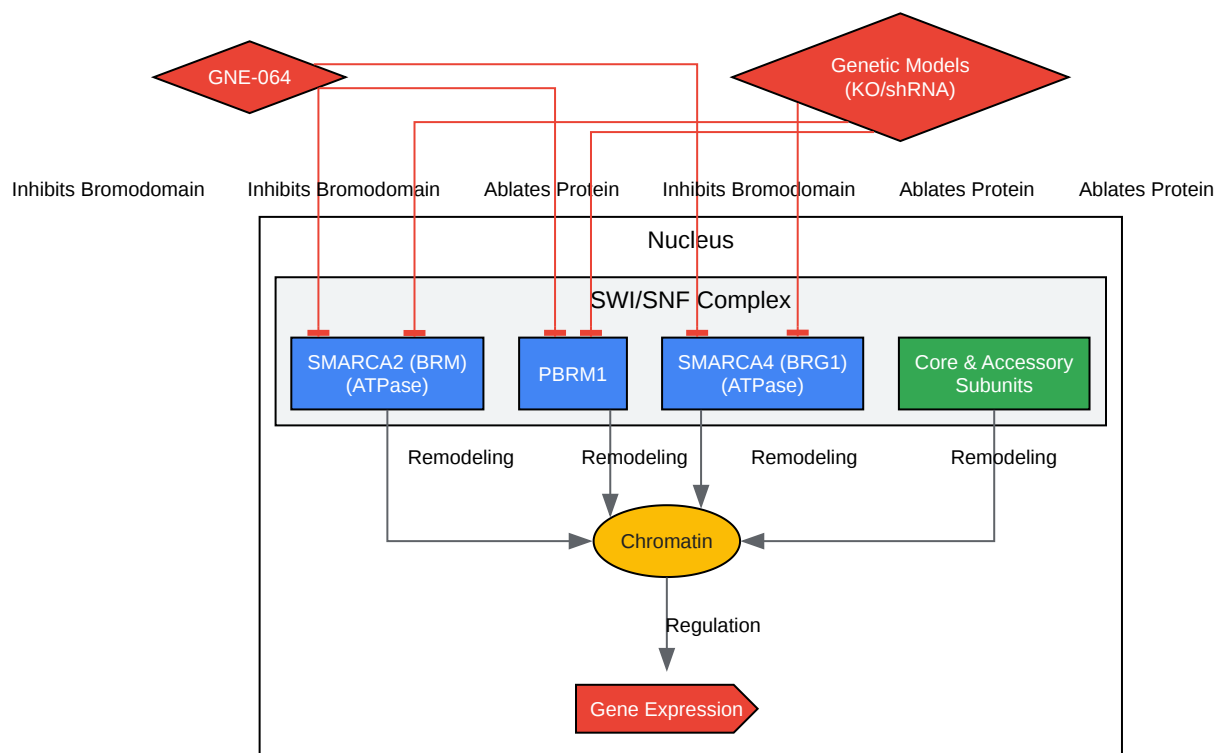 GNE-064
Genetic Models
(KO/shRNA)
Inhibits Bromodomain
Inhibits Bromodomain
Ablates Protein
Inhibits Bromodomain
Ablates Protein
Ablates Protein
Nucleus
SWI/SNF Complex
SMARCA2 (BRM)
(ATPase)
PBRM1
SMARCA4 (BRG1)
(ATPase)
Core & Accessory
Subunits
Remodeling
Remodeling
Remodeling
Remodeling
Chromatin
Regulation
Gene Expression